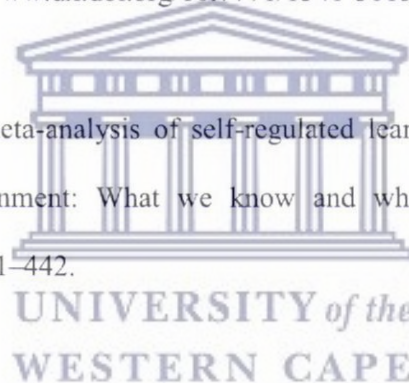 eta-analysis of self-regulated lear
nment: What we know and wh
1–442.
UNIVERSITY of the
WESTERN CAPE